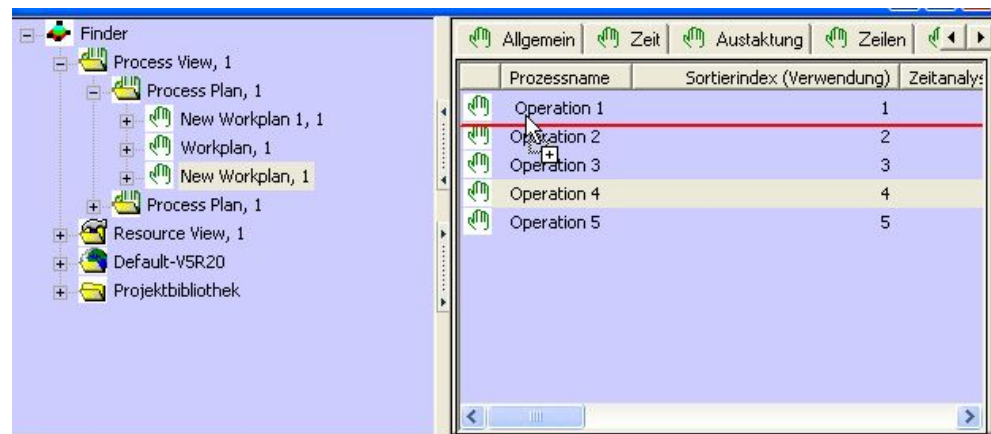 Finder
Process View, 1
Process Plan, 1
New Workplan 1, 1
Workplan, 1
New Workplan, 1
Process Plan, 1
Resource View, 1
Default-V5R20
Projektbibliothek
Allgemein Zeit Austaktung Zeilen
Prozessname Sortierindex (Verwendung) Zeitanalys
Operation 1 1
Operation 2 2
Operation 3 3
Operation 4 4
Operation 5 5